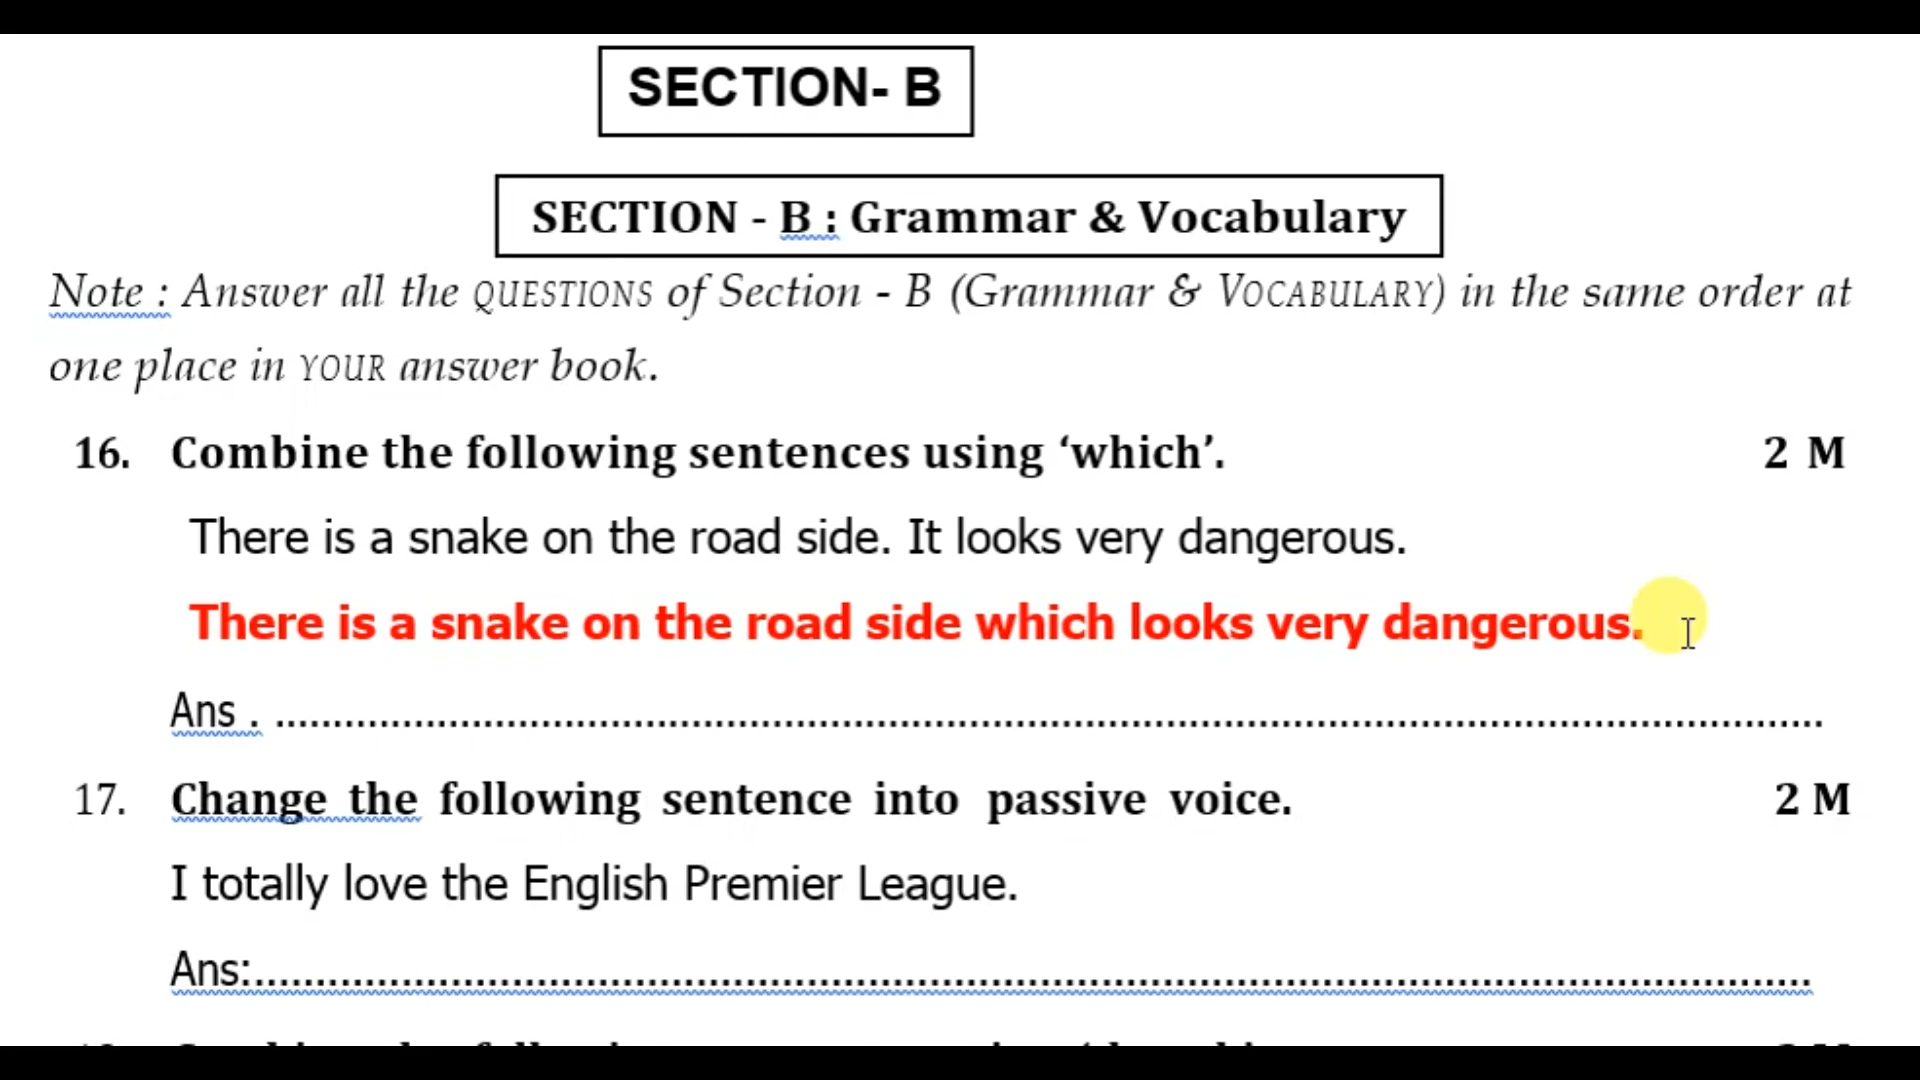 SECTION- B
SECTION - B : Grammar & Vocabulary
Note : Answer all the QUESTIONS of Section - B (Grammar & VOCABULARY) in the same order at
one place in YOUR answer book.
16. Combine the following sentences using ‘which’. 2 M
There is a snake on the road side. It looks very dangerous.
There is a snake on the road side which looks very dangerous.
Ans . ........................................................................................................................
17. Change the following sentence into passive voice. 2 M
I totally love the English Premier League.
Ans:........................................................................................................................